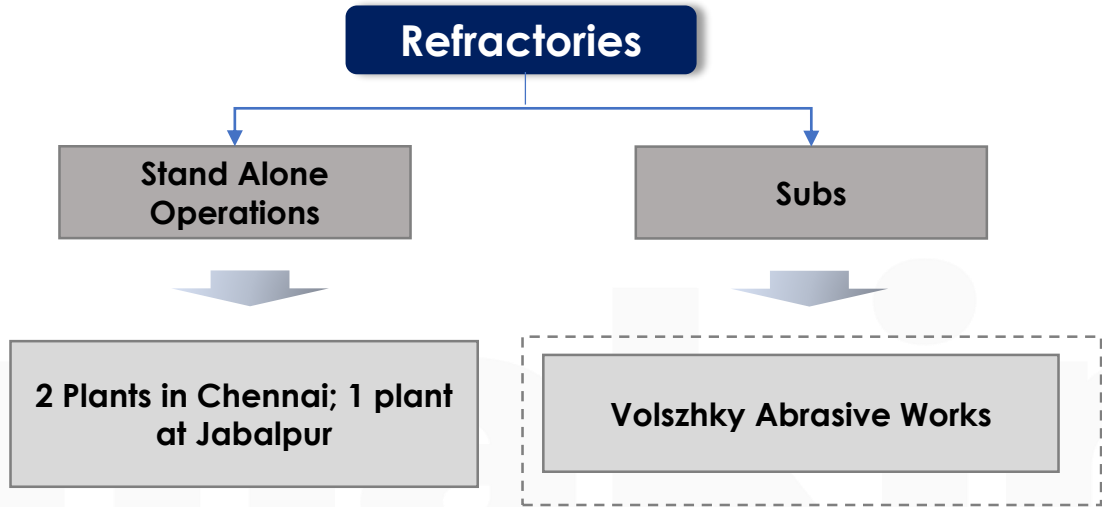 Refractories
Stand Alone
Operations
Subs
2 Plants in Chennai; 1 plant
at Jabalpur
Volszhky Abrasive Works